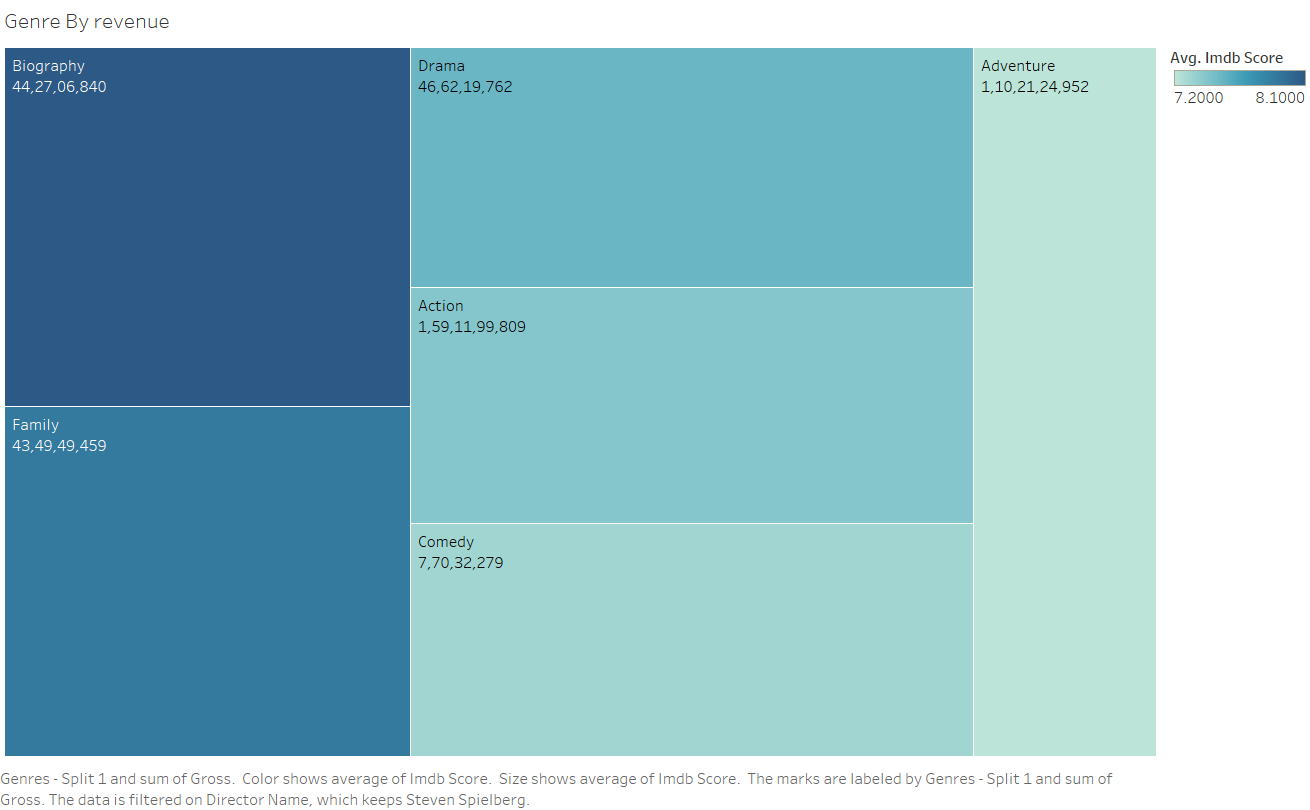 Genre By revenue
Biography
44,27,06,840
Drama
46,62,19,762
Adventure
1,10,21,24,952
Avg. Imdb Score
7.2000 8.1000
Action
1,59,11,99,809
Family
43,49,49,459
Comedy
7,70,32,279
Genres - Split 1 and sum of Gross. Color shows average of Imdb Score. Size shows average of Imdb Score. The marks are labeled by Genres - Split 1 and sum of
Gross. The data is filtered on Director Name, which keeps Steven Spielberg.